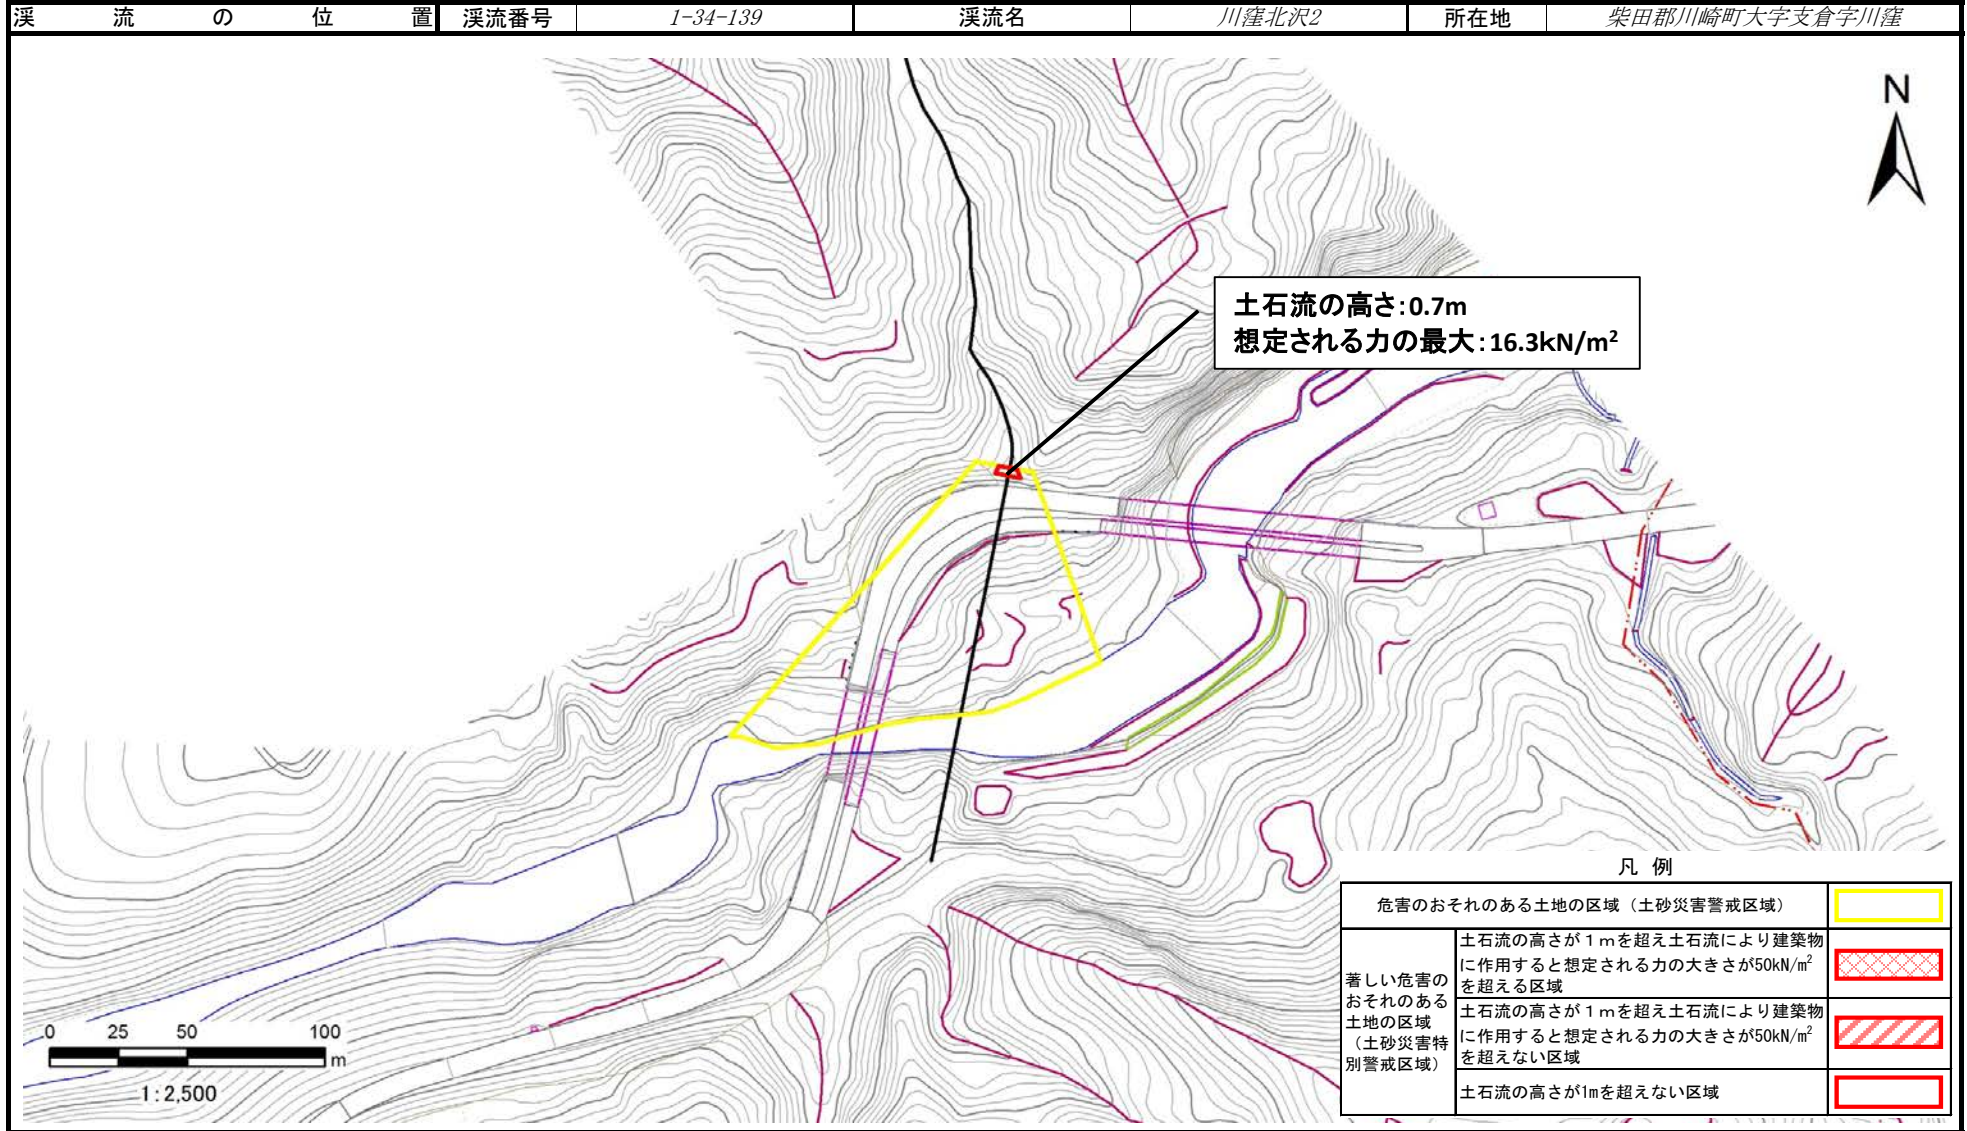 渓流の位置 渓流番号 1-34-139 渓流名 川窪北沢2 所在地 柴田郡川崎町大字支倉字川窪
N
土石流の高さ:0.7m
想定される力の最大:16.3kN/m²
凡 例
危害のおそれのある土地の区域（土砂災害警戒区域）
著しい危害の
おそれのある
土地の区域
（土砂災害特
別警戒区域）
土石流の高さが１ｍを超え土石流により建築物
に作用すると想定される力の大きさが50kN/m²
を超える区域
土石流の高さが１ｍを超え土石流により建築物
に作用すると想定される力の大きさが50kN/m²
を超えない区域
土石流の高さが1mを超えない区域
0 25 50 100
m
1:2,500